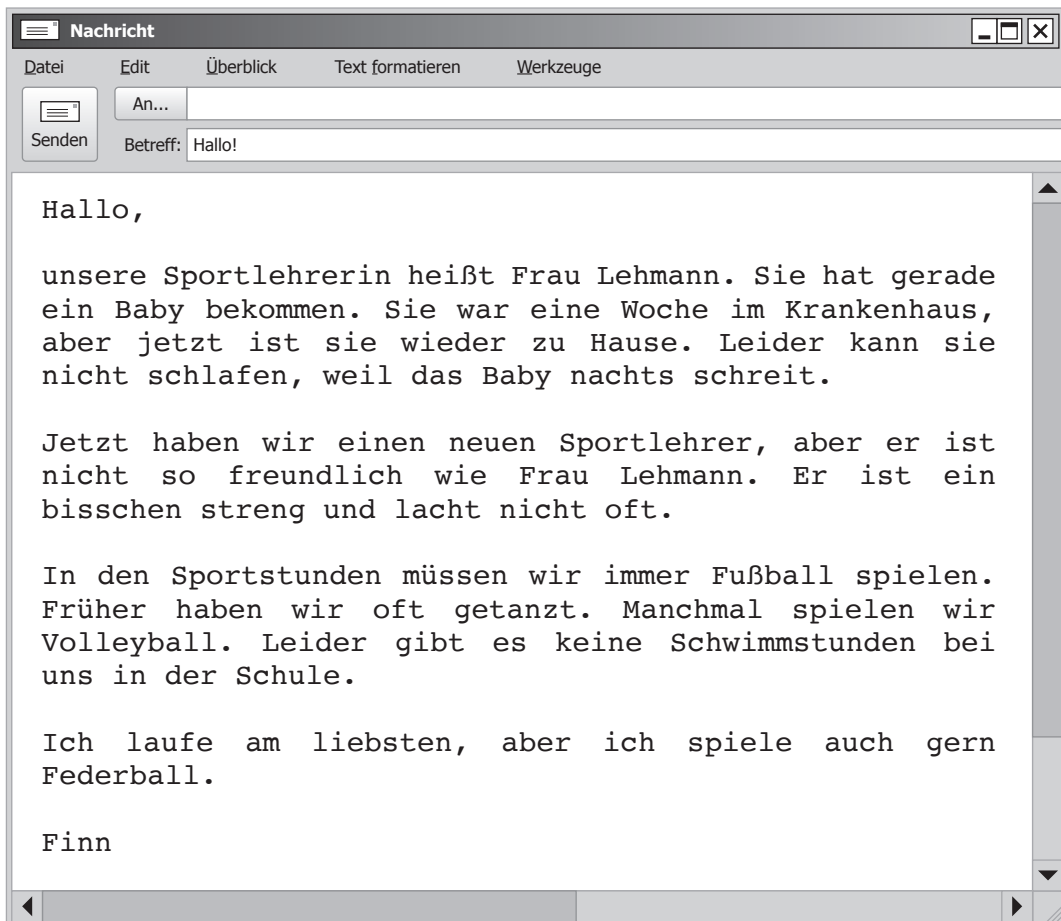 Nachricht
Datei Edit Überblick Text formatieren Werkzeuge
An...
Senden
Betreff: Hallo!
Hallo,
unsere Sportlehrerin heißt Frau Lehmann. Sie hat gerade
ein Baby bekommen. Sie war eine Woche im Krankenhaus,
aber jetzt ist sie wieder zu Hause. Leider kann sie
nicht schlafen, weil das Baby nachts schreit.
Jetzt haben wir einen neuen Sportlehrer, aber er ist
nicht so freundlich wie Frau Lehmann. Er ist ein
bisschen streng und lacht nicht oft.
In den Sportstunden müssen wir immer Fußball spielen.
Früher haben wir oft getanzt. Manchmal spielen wir
Volleyball. Leider gibt es keine Schwimmstunden bei
uns in der Schule.
Ich laufe am liebsten, aber ich spiele auch gern
Federball.
Finn